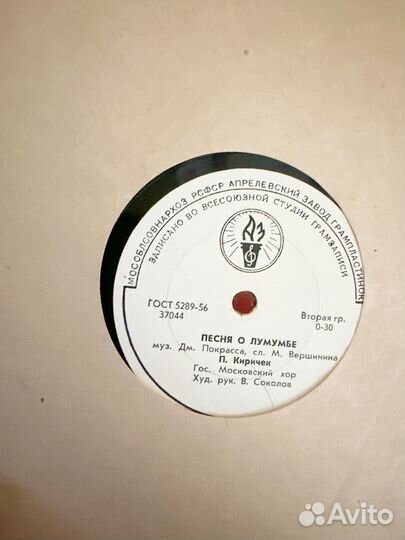 МОСОБЛСОВНАРХОЗ РСФСР АПРЕЛЕВСКИЙ ЗАВОД ГРАМПЛАСТИНОК
ЗАПИСАНО ВО ВСЕСОЮЗНОЙ СТУДИИ ГРАМЗАПИСИ
АЗ
ГОСТ 5289-56
37044
Вторая гр.
0-30
ПЕСНЯ О ЛУМУМБЕ
муз. Дм. Покрасса, сл. М. Вершинина
П. Киричек
Гос. Московский хор
Худ. рук. В. Соколов
Avito